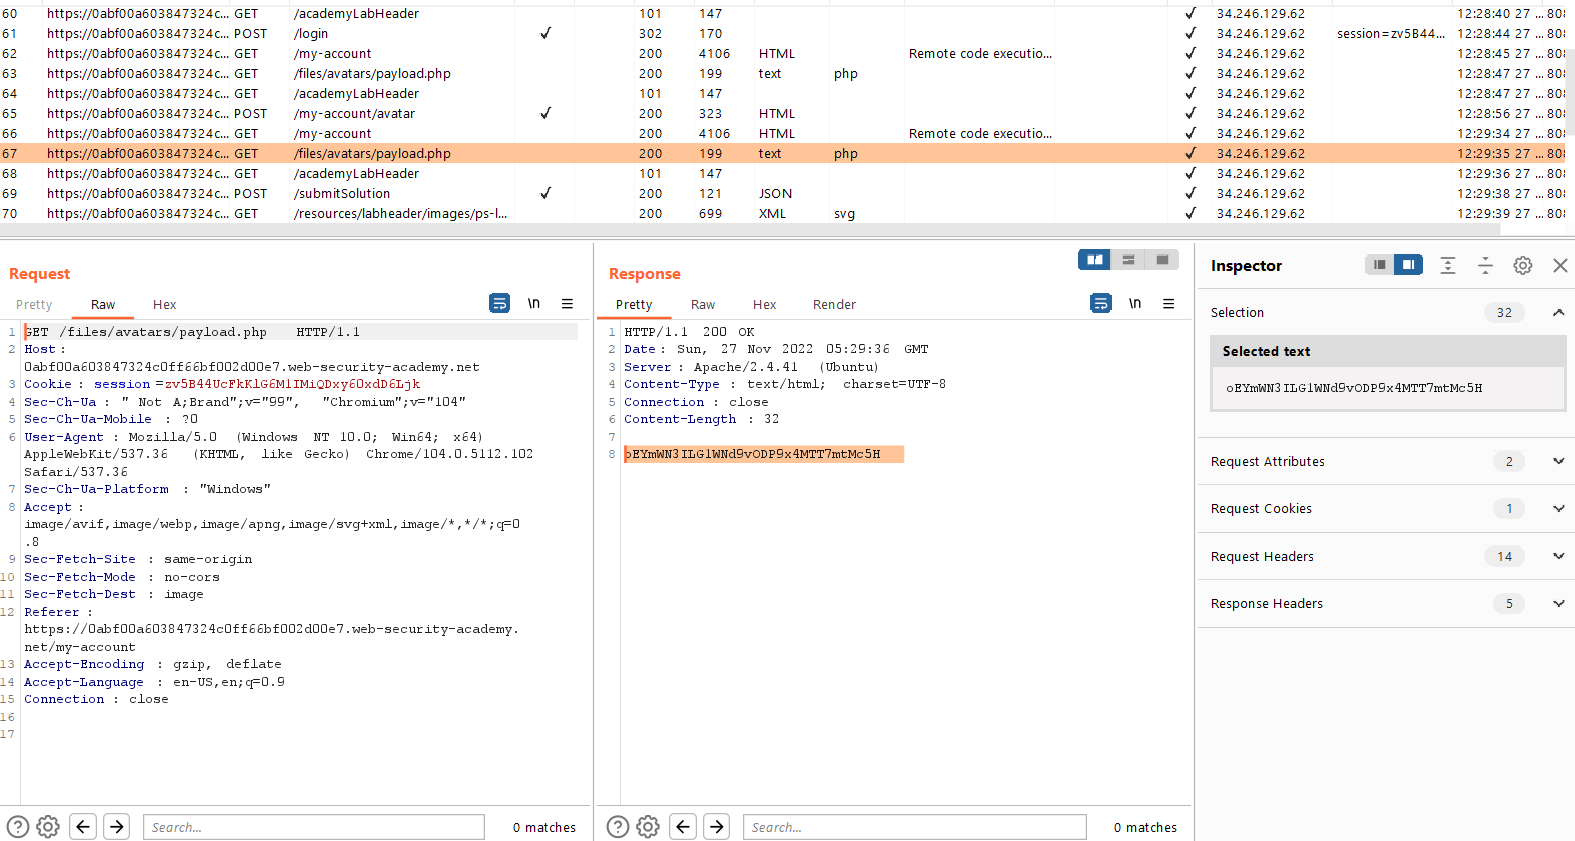 60 https://0abf00a603847324c... GET /academyLabHeader 101 147 ✓ 34.246.129.62 12:28:40 27 ... 808
61 https://0abf00a603847324c... POST /login ✓ 302 170 ✓ 34.246.129.62 session=zv5B44... 12:28:44 27 ... 808
62 https://0abf00a603847324c... GET /my-account 200 4106 HTML Remote code executio... ✓ 34.246.129.62 12:28:45 27 ... 808
63 https://0abf00a603847324c... GET /files/avatars/payload.php 200 199 text php ✓ 34.246.129.62 12:28:47 27 ... 808
64 https://0abf00a603847324c... GET /academyLabHeader 101 147 ✓ 34.246.129.62 12:28:47 27 ... 808
65 https://0abf00a603847324c... POST /my-account/avatar ✓ 200 323 HTML ✓ 34.246.129.62 12:28:56 27 ... 808
66 https://0abf00a603847324c... GET /my-account 200 4106 HTML Remote code executio... ✓ 34.246.129.62 12:29:34 27 ... 808
67 https://0abf00a603847324c... GET /files/avatars/payload.php 200 199 text php ✓ 34.246.129.62 12:29:35 27 ... 808
68 https://0abf00a603847324c... GET /academyLabHeader 101 147 ✓ 34.246.129.62 12:29:36 27 ... 808
69 https://0abf00a603847324c... POST /submitSolution ✓ 200 121 JSON ✓ 34.246.129.62 12:29:38 27 ... 808
70 https://0abf00a603847324c... GET /resources/labheader/images/ps-l... 200 699 XML svg ✓ 34.246.129.62 12:29:39 27 ... 808
Request
Pretty Raw Hex \n
1 GET /files/avatars/payload.php HTTP/1.1
2 Host:
0abf00a603847324c0ff66bf002d00e7.web-security-academy.net
3 Cookie: session=zv5B44UcFkKlG6M1IMiQDxy60xdD6Ljk
4 Sec-Ch-Ua: " Not A;Brand";v="99", "Chromium";v="104"
5 Sec-Ch-Ua-Mobile: ?0
6 User-Agent: Mozilla/5.0 (Windows NT 10.0; Win64; x64)
AppleWebKit/537.36 (KHTML, like Gecko) Chrome/104.0.5112.102
Safari/537.36
7 Sec-Ch-Ua-Platform: "Windows"
8 Accept:
image/avif,image/webp,image/apng,image/svg+xml,image/*,*/*;q=0
.8
9 Sec-Fetch-Site: same-origin
10 Sec-Fetch-Mode: no-cors
11 Sec-Fetch-Dest: image
12 Referer:
https://0abf00a603847324c0ff66bf002d00e7.web-security-academy.
net/my-account
13 Accept-Encoding: gzip, deflate
14 Accept-Language: en-US,en;q=0.9
15 Connection: close
16
17
Search...
0 matches
Response
Pretty Raw Hex Render \n
1 HTTP/1.1 200 OK
2 Date: Sun, 27 Nov 2022 05:29:36 GMT
3 Server: Apache/2.4.41 (Ubuntu)
4 Content-Type: text/html; charset=UTF-8
5 Connection: close
6 Content-Length: 32
7
8 oEYmWN3ILG1WNd9vODP9x4MTT7mtMc5H
Search...
0 matches
Inspector
Selection 32
Selected text
oEYmWN3ILG1WNd9vODP9x4MTT7mtMc5H
Request Attributes 2
Request Cookies 1
Request Headers 14
Response Headers 5